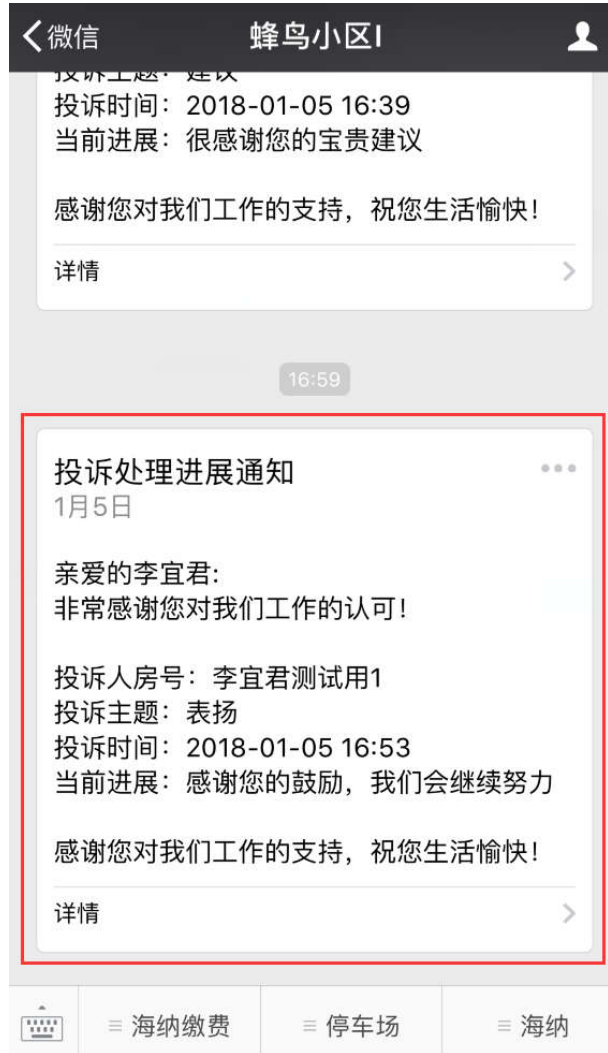 微信
蜂鸟小区I
投诉主题：建议
投诉时间：2018-01-05 16:39
当前进展：很感谢您的宝贵建议
感谢您对我们工作的支持，祝您生活愉快！
详情
16:59
投诉处理进展通知
1月5日
亲爱的李宜君:
非常感谢您对我们工作的认可！
投诉人房号：李宜君测试用1
投诉主题：表扬
投诉时间：2018-01-05 16:53
当前进展：感谢您的鼓励，我们会继续努力
感谢您对我们工作的支持，祝您生活愉快！
详情
海纳缴费
停车场
海纳